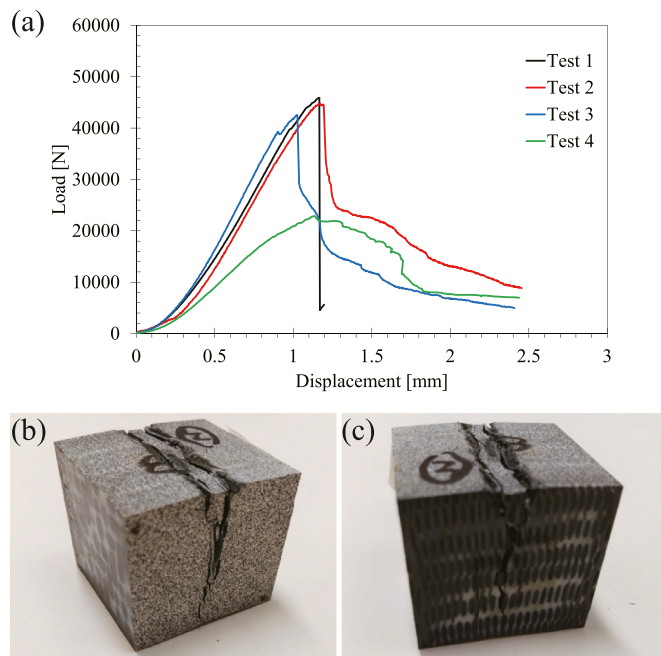 (a)
60000
50000
40000
30000
20000
10000
0
Load [N]
Test 1
Test 2
Test 3
Test 4
0 0.5 1 1.5 2 2.5 3
Displacement [mm]
(b)
(c)